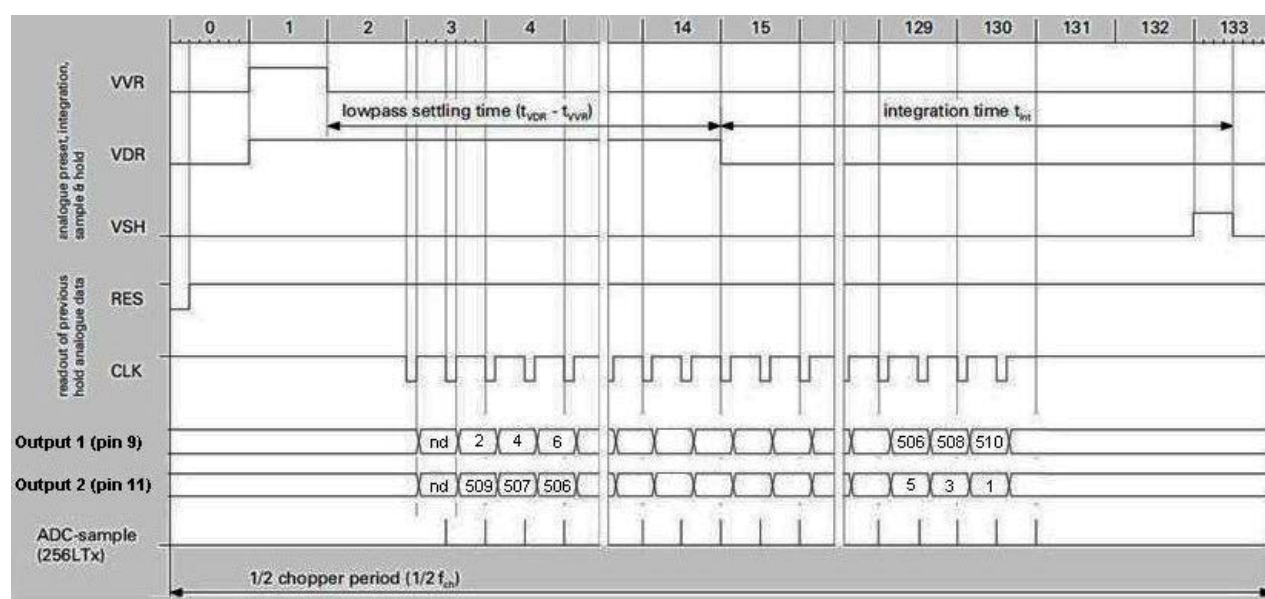 0 1 2 3 4 14 15 129 130 131 132 133
analogue preset, integration,
sample & hold
VVR
lowpass settling time (tVDR - tVVR)
integration time tint
VDR
VSH
readout of previous
hold analogue data
RES
CLK
Output 1 (pin 9) nd 2 4 6 506 508 510
Output 2 (pin 11) nd 509 507 506 5 3 1
ADC-sample
(256LTx)
1/2 chopper period (1/2 fch)